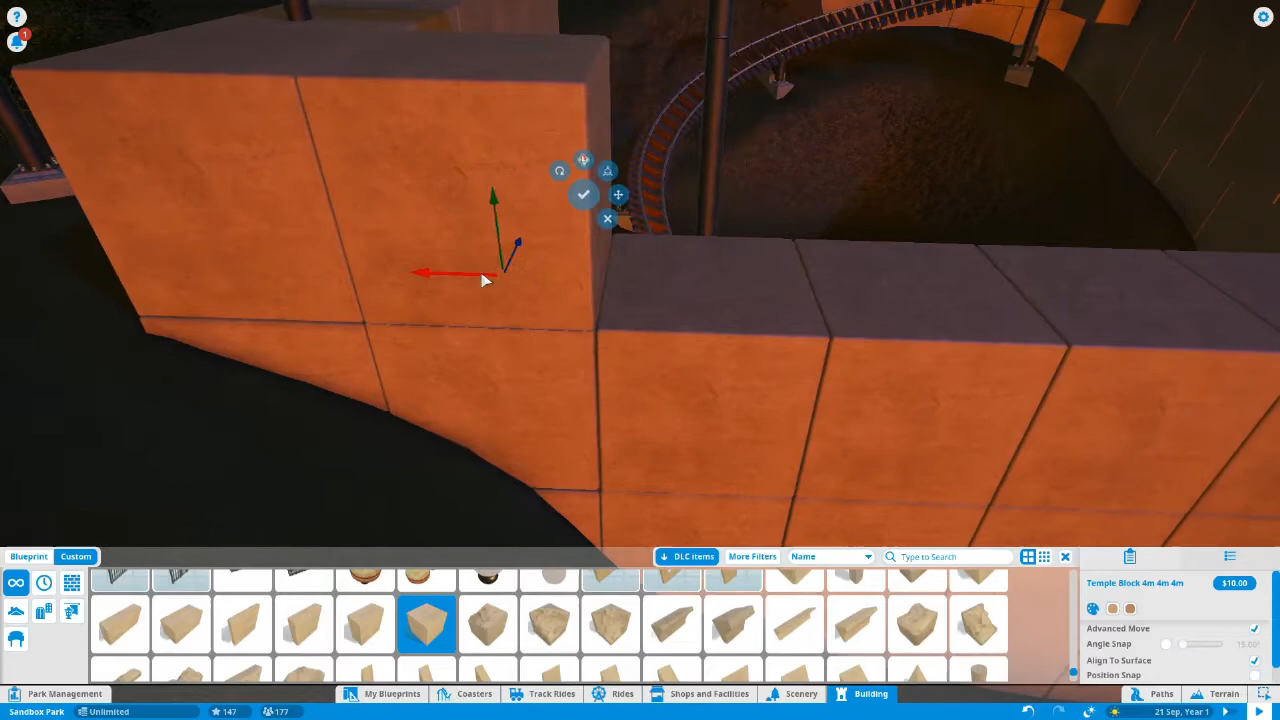 ?
1
Blueprint
Custom
DLC items
More Filters
Name
Type to Search
Temple Block 4m 4m 4m
$10.00
Advanced Move
Angle Snap
15.00°
Align To Surface
Position Snap
Park Management
My Blueprints
Coasters
Track Rides
Rides
Shops and Facilities
Scenery
Building
Paths
Terrain
Sandbox Park
Unlimited
147
177
21 Sep, Year 1